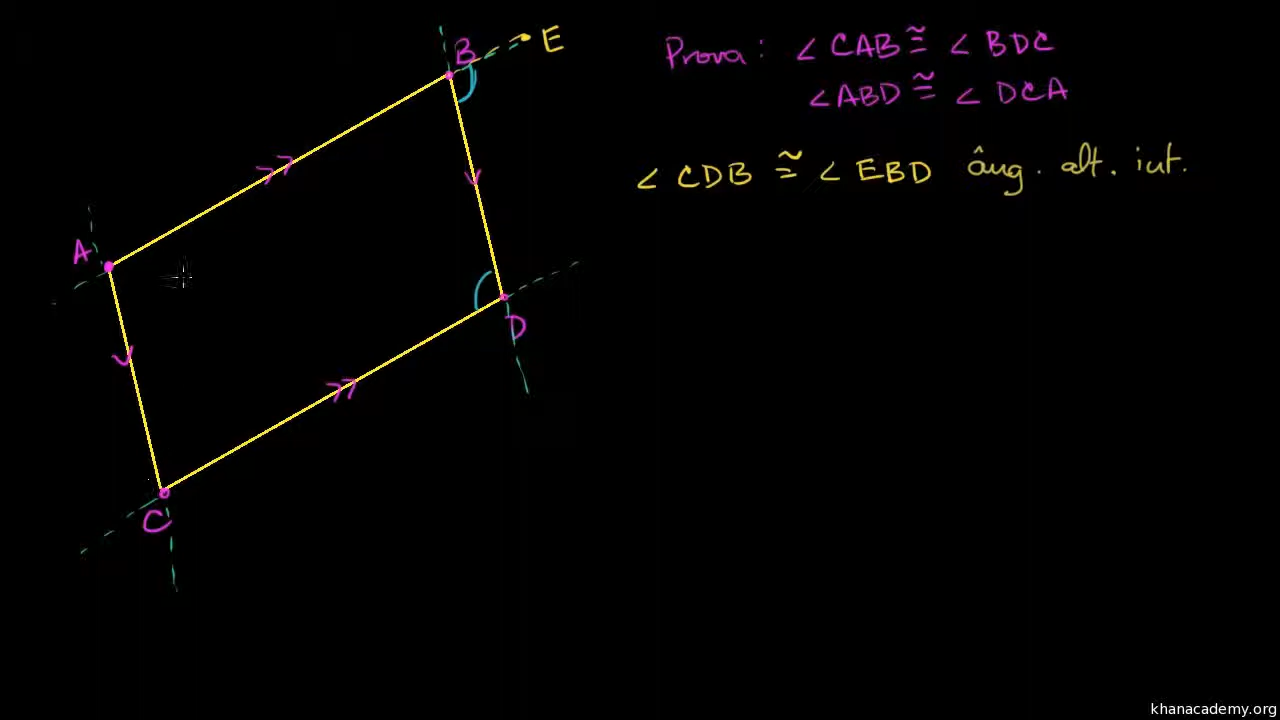 B E
Prova : ∠ CAB ≅ ∠ BDC
∠ABD ≅ ∠ DCA
∠ CDB ≅ ∠ EBD âng. alt. int.
A
D
C
khanacademy.org